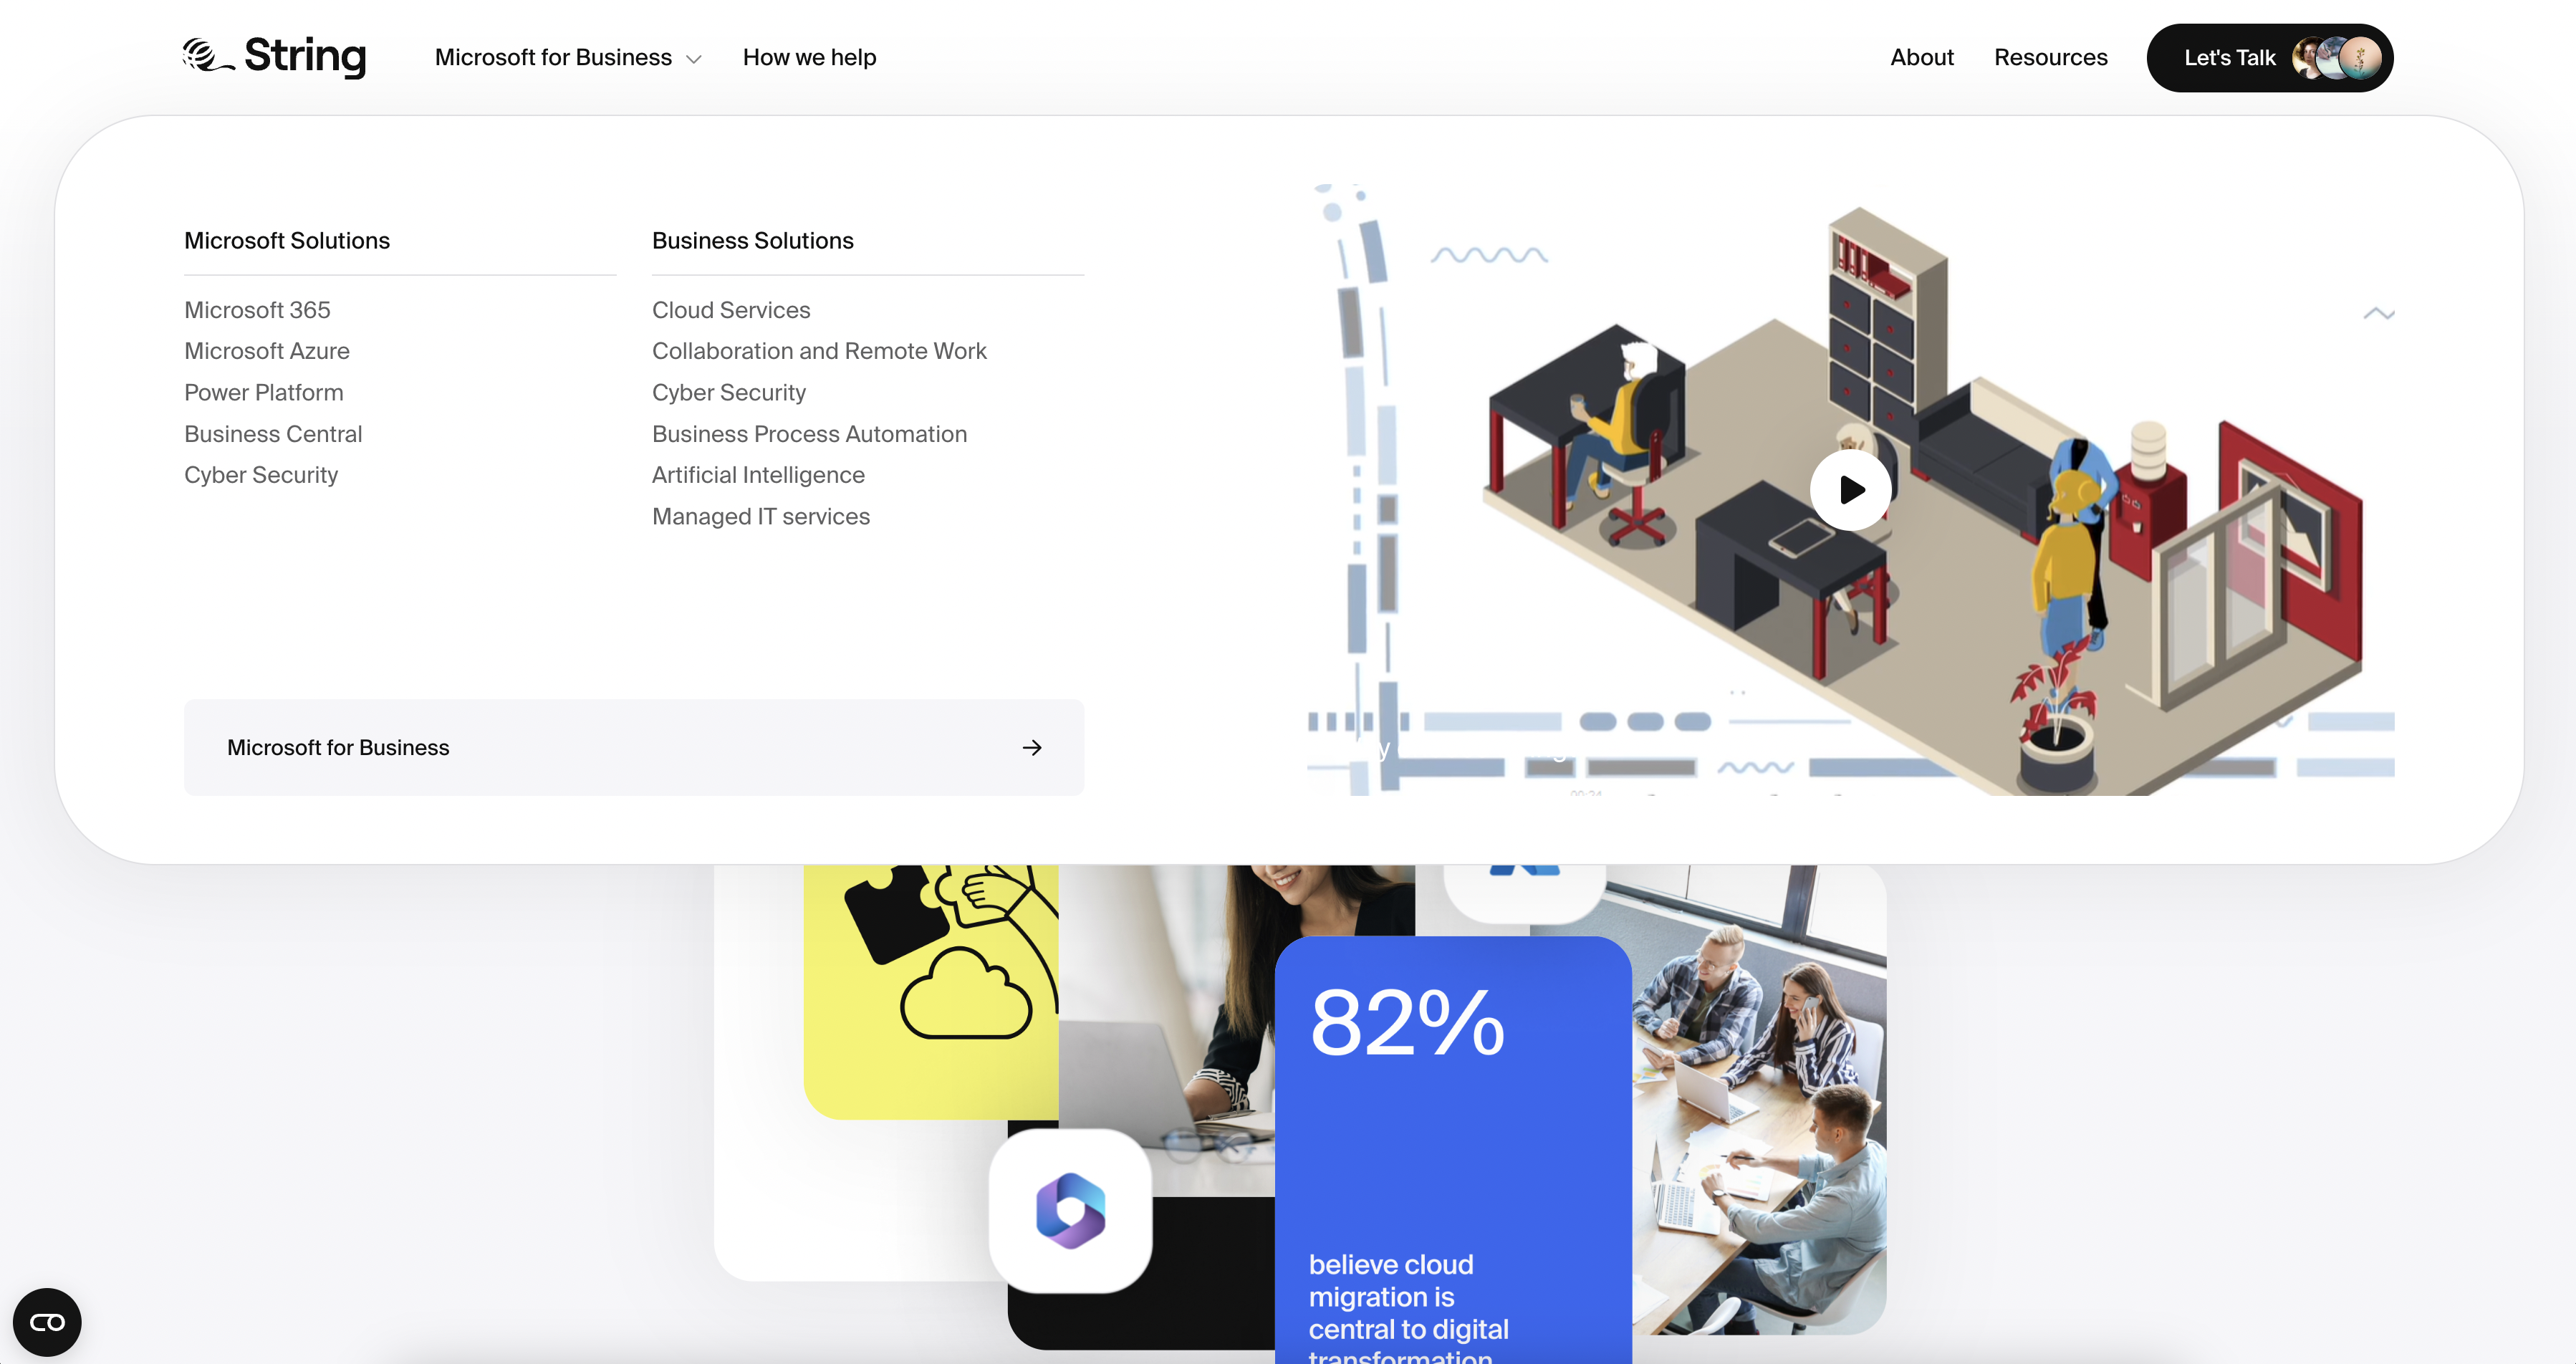 String
Microsoft for Business
How we help
About
Resources
Let's Talk
Microsoft Solutions
Microsoft 365
Microsoft Azure
Power Platform
Business Central
Cyber Security
Business Solutions
Cloud Services
Collaboration and Remote Work
Cyber Security
Business Process Automation
Artificial Intelligence
Managed IT services
Microsoft for Business
82%
believe cloud
migration is
central to digital
transformation